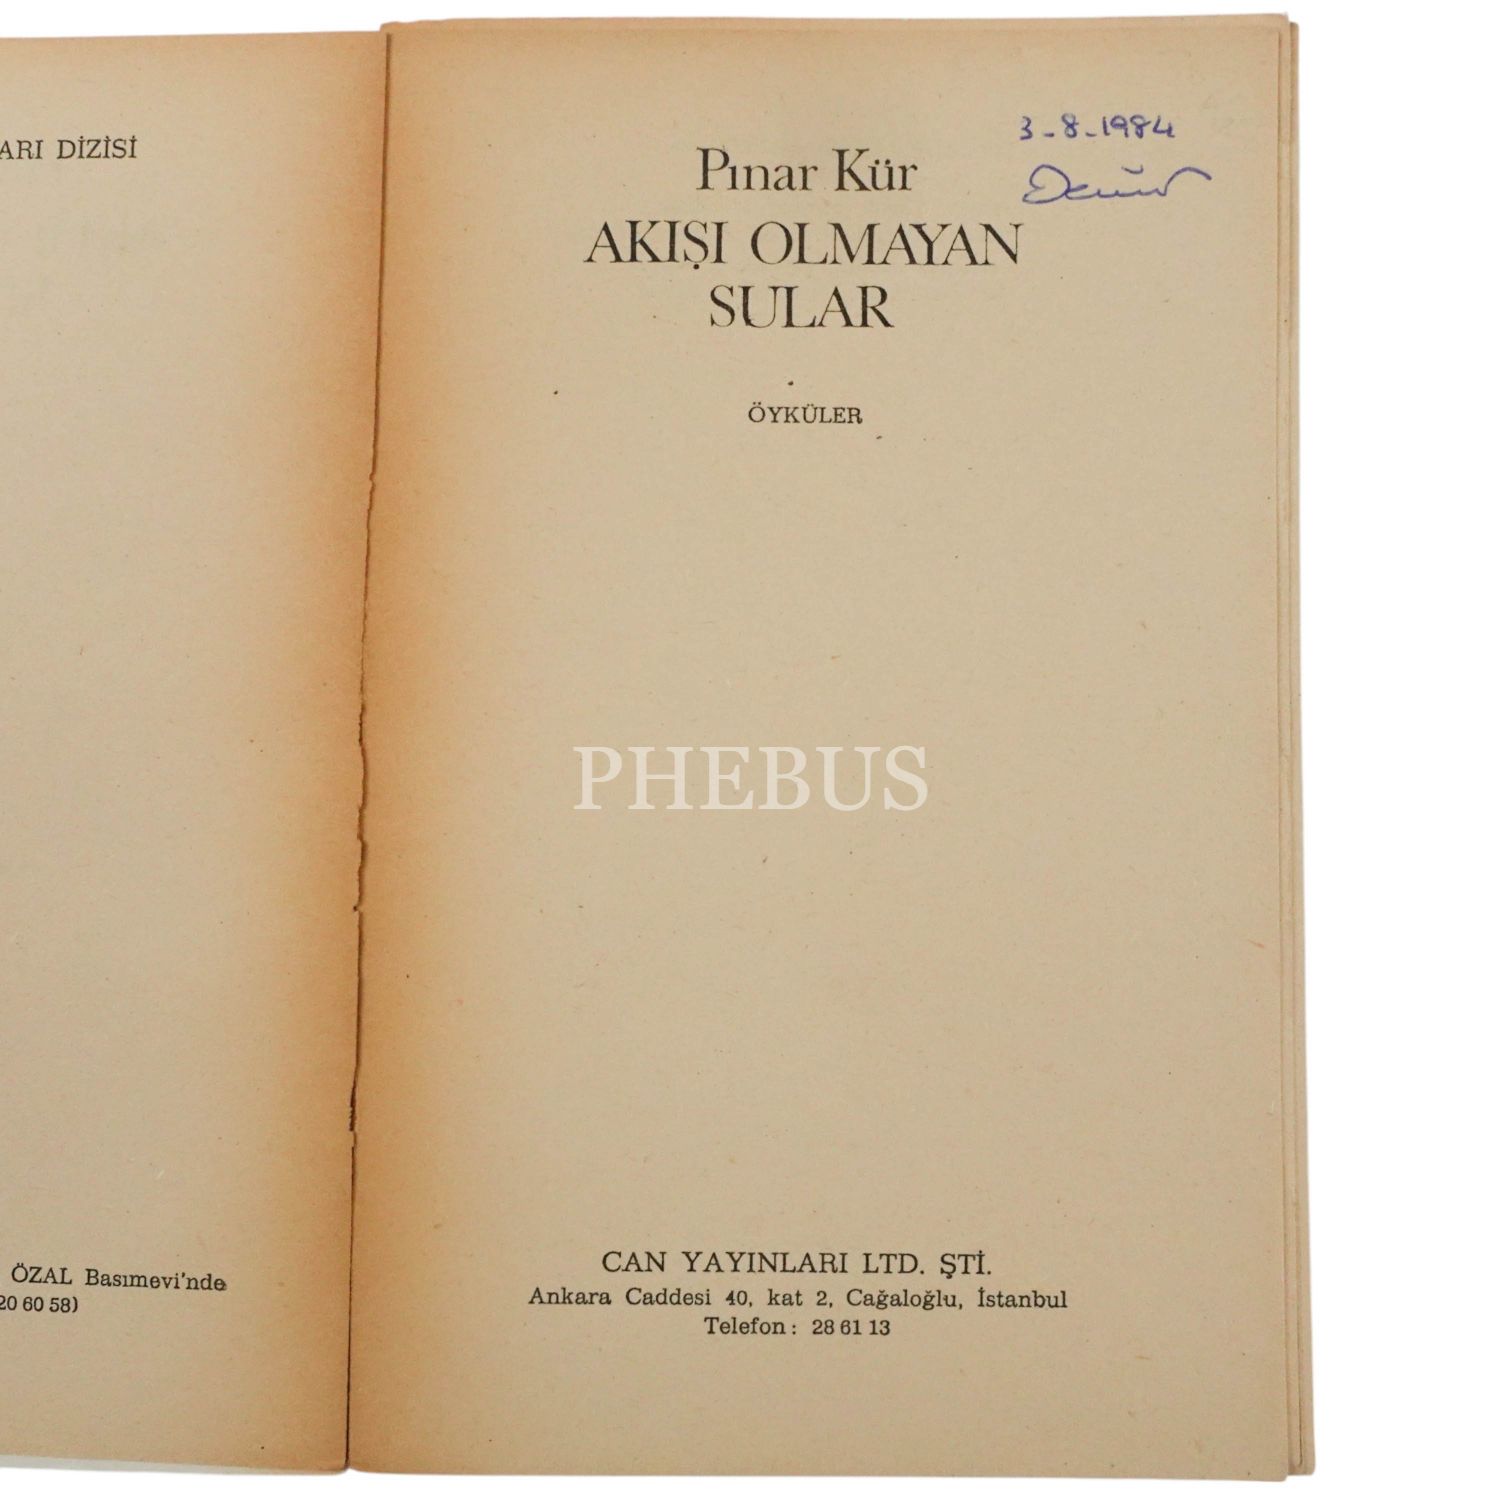 ARI DİZİSİ
ÖZAL Basımevi'nde
20 60 58)
3-8-1984
Pınar Kür
AKIŞI OLMAYAN
SULAR
ÖYKÜLER
PHEBUS
CAN YAYINLARI LTD. ŞTİ.
Ankara Caddesi 40, kat 2, Cağaloğlu, İstanbul
Telefon : 28 61 13